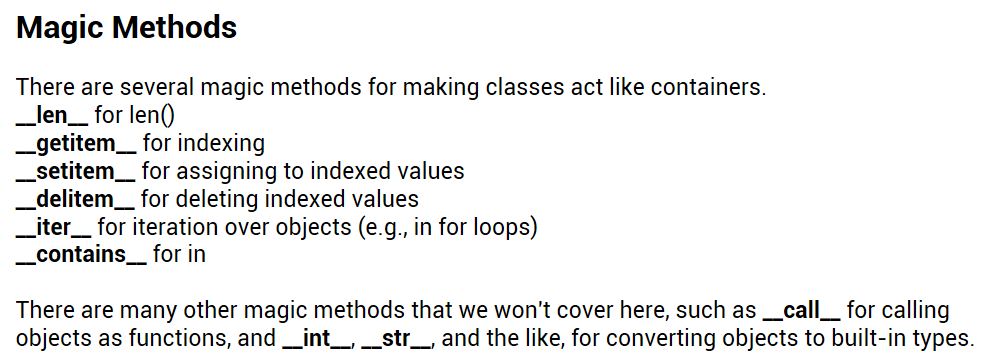 Magic Methods
There are several magic methods for making classes act like containers.
__len__ for len()
__getitem__ for indexing
__setitem__ for assigning to indexed values
__delitem__ for deleting indexed values
__iter__ for iteration over objects (e.g., in for loops)
__contains__ for in
There are many other magic methods that we won't cover here, such as __call__ for calling
objects as functions, and __int__, __str__, and the like, for converting objects to built-in types.